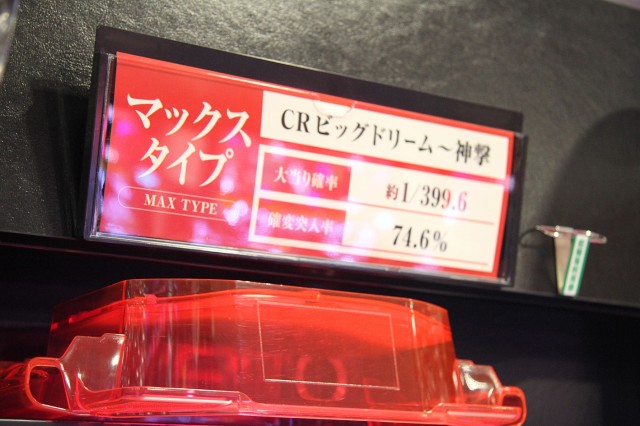 マックス
タイプ
MAX TYPE
CRビッグドリーム～神撃
大当り確率
約1/399.6
確変突入率
74.6%